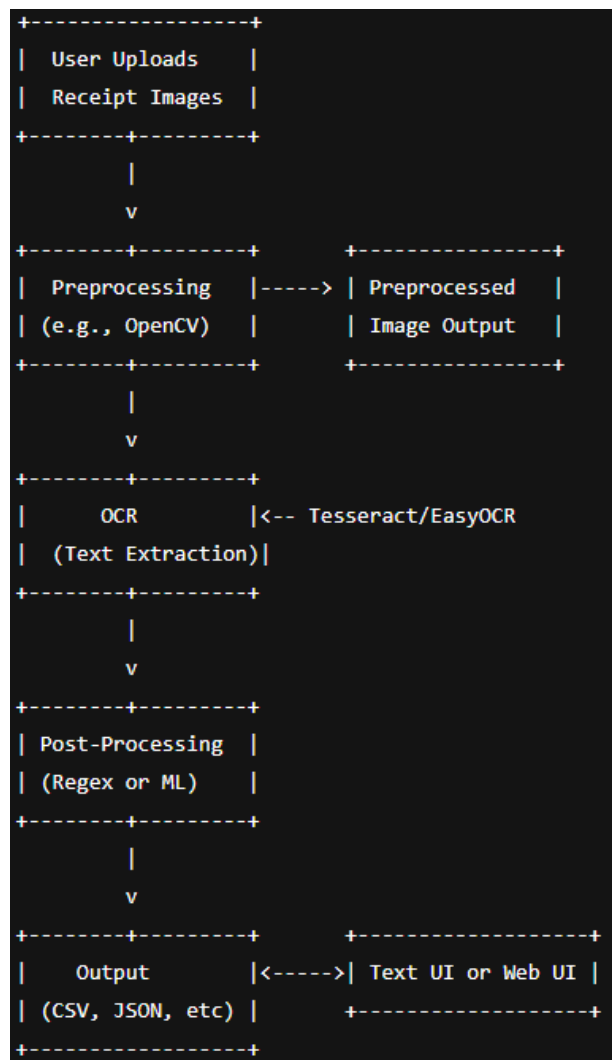 +------------------+
|  User Uploads    |
|  Receipt Images  |
+--------+---------+
         |
         v
+--------+---------+       +----------------+
|  Preprocessing   |-----> | Preprocessed   |
| (e.g., OpenCV)   |       | Image Output   |
+--------+---------+       +----------------+
         |
         v
+--------+---------+
|      OCR         |<-- Tesseract/EasyOCR
|  (Text Extraction)|
+--------+---------+
         |
         v
+--------+---------+
| Post-Processing  |
| (Regex or ML)    |
+--------+---------+
         |
         v
+--------+---------+       +-------------------+
|    Output        |<----->| Text UI or Web UI |
| (CSV, JSON, etc) |       +-------------------+
+------------------+